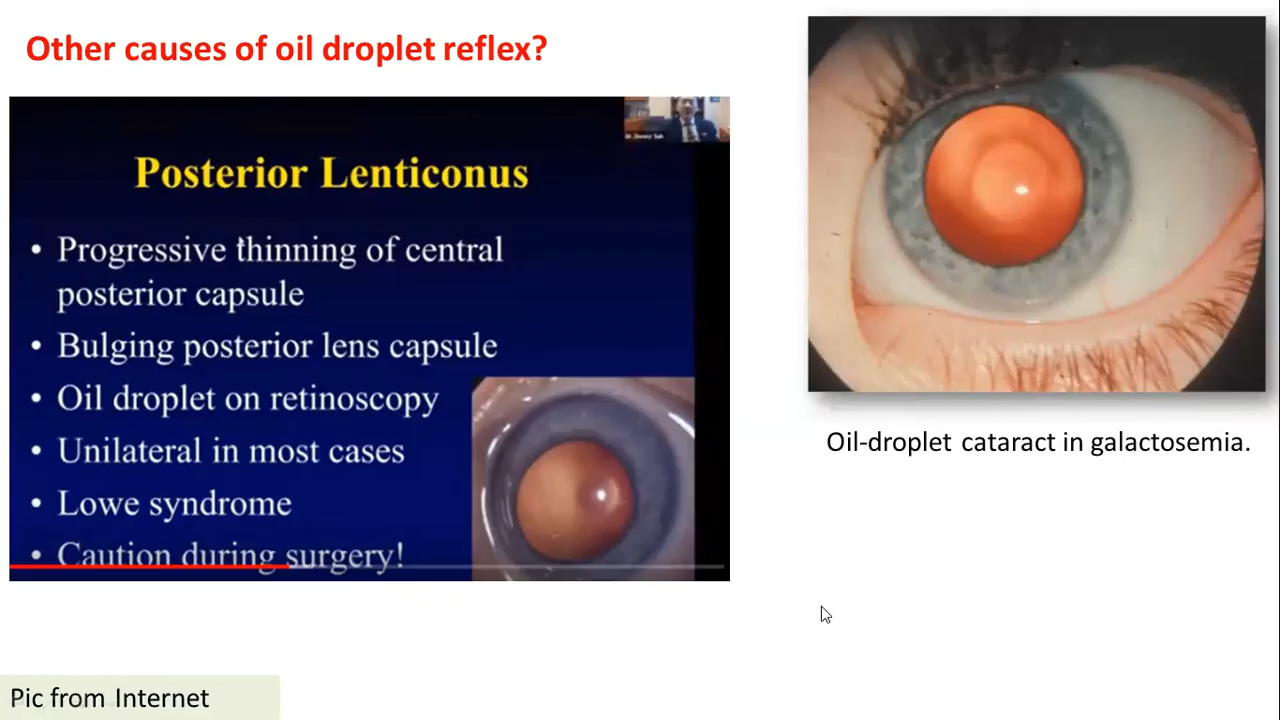 Other causes of oil droplet reflex?
Posterior Lenticonus
• Progressive thinning of central
posterior capsule
• Bulging posterior lens capsule
• Oil droplet on retinoscopy
• Unilateral in most cases
• Lowe syndrome
• Caution during surgery!
Oil-droplet cataract in galactosemia.
Pic from Internet